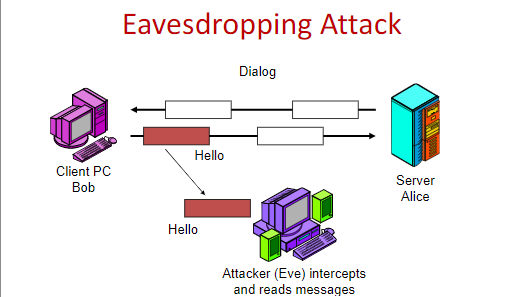 Eavesdropping Attack
Dialog
Hello
Client PC
Bob
Server
Alice
Hello
Attacker (Eve) intercepts
and reads messages